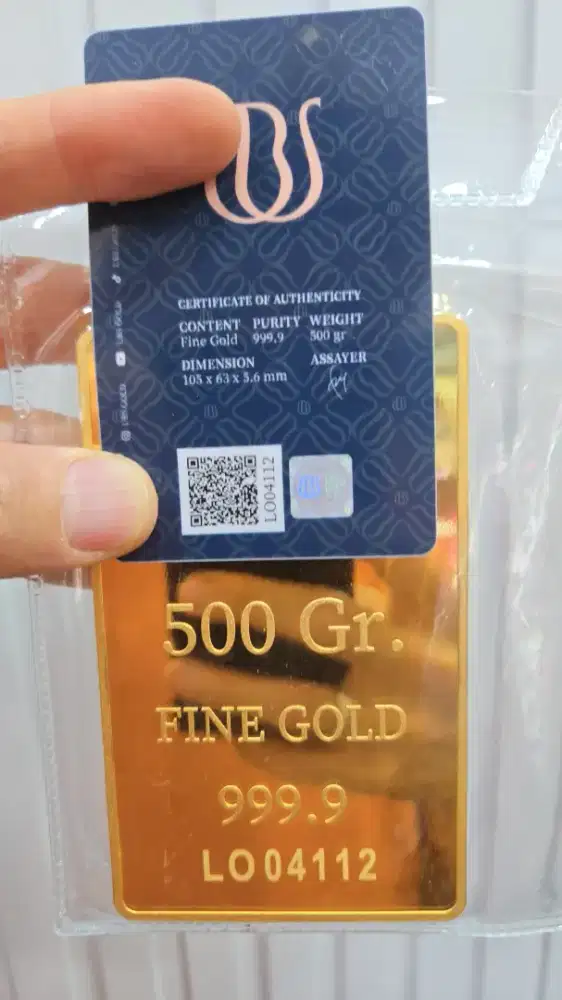 CERTIFICATE OF AUTHENTICITY
CONTENT PURITY WEIGHT
Fine Gold 999,9 500 gr
DIMENSION ASSAYER
105 x 63 x 5.6 mm
LO04112
500 Gr.
FINE GOLD
999.9
LO04112